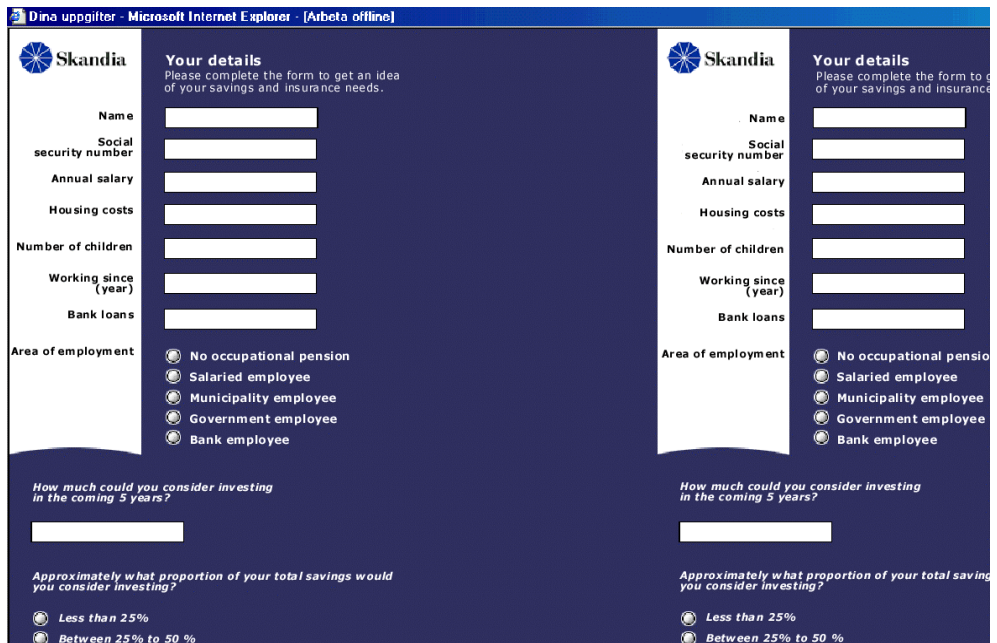 Dina uppgifter - Microsoft Internet Explorer - [Arbeta offline]
Skandia
Your details
Please complete the form to get an idea
of your savings and insurance needs.
Name
Social
security number
Annual salary
Housing costs
Number of children
Working since
(year)
Bank loans
Area of employment
No occupational pension
Salaried employee
Municipality employee
Government employee
Bank employee
How much could you consider investing
in the coming 5 years?
Approximately what proportion of your total savings would
you consider investing?
Less than 25%
Between 25% to 50 %
Skandia
Your details
Please complete the form to g
of your savings and insurance
Name
Social
security number
Annual salary
Housing costs
Number of children
Working since
(year)
Bank loans
Area of employment
No occupational pensio
Salaried employee
Municipality employee
Government employee
Bank employee
How much could you consider investing
in the coming 5 years?
Approximately what proportion of your total saving
you consider investing?
Less than 25%
Between 25% to 50 %